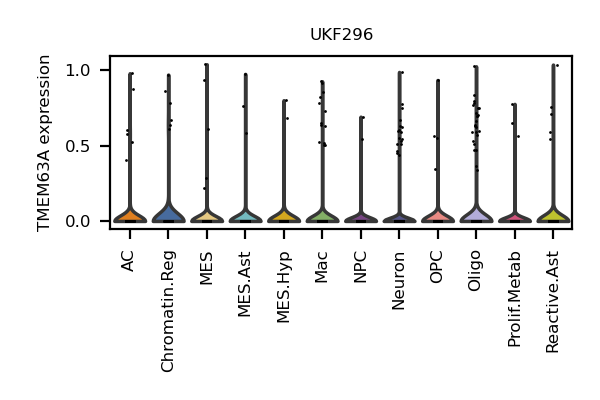 UKF296
TMEM63A expression
1.0
0.5
0.0
AC
Chromatin.Reg
MES
MES.Ast
MES.Hyp
Mac
NPC
Neuron
OPC
Oligo
Prolif.Metab
Reactive.Ast